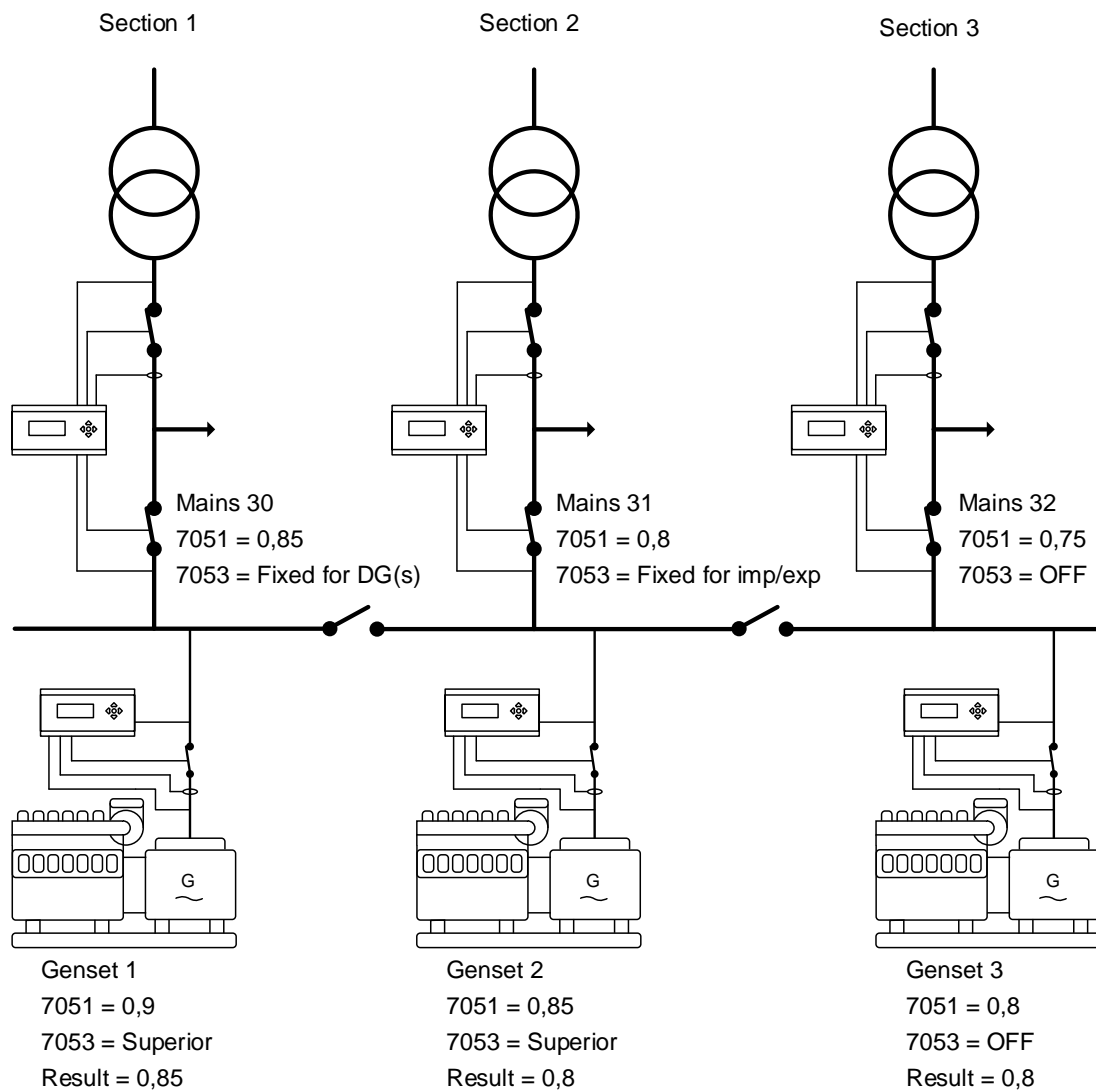 Section 1
Section 2
Section 3
Mains 30
7051 = 0,85
7053 = Fixed for DG(s)
Mains 31
7051 = 0,8
7053 = Fixed for imp/exp
Mains 32
7051 = 0,75
7053 = OFF
G
G
G
Genset 1
7051 = 0,9
7053 = Superior
Result = 0,85
Genset 2
7051 = 0,85
7053 = Superior
Result = 0,8
Genset 3
7051 = 0,8
7053 = OFF
Result = 0,8